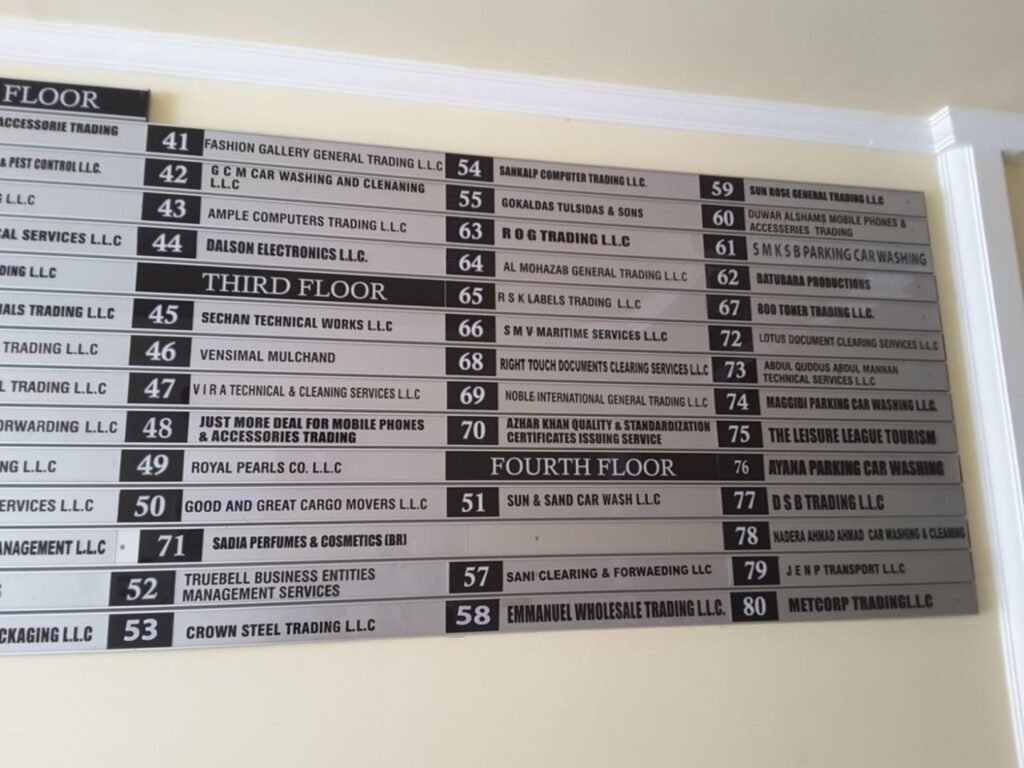 FLOOR
ACCESSORIE TRADING
& PEST CONTROL L.L.C.
L.L.C
CAL SERVICES L.L.C
DING L.L.C
IALS TRADING L.L.C
TRADING L.L.C
L TRADING L.L.C
ORWARDING L.L.C
NG L.L.C
ERVICES L.L.C
ANAGEMENT L.L.C
CKAGING L.L.C
41 FASHION GALLERY GENERAL TRADING L.L.C
42 G C M CAR WASHING AND CLENANING
L.L.C
43 AMPLE COMPUTERS TRADING L.L.C
44 DALSON ELECTRONICS L.L.C.
THIRD FLOOR
45 SECHAN TECHNICAL WORKS L.L.C
46 VENSIMAL MULCHAND
47 V I R A TECHNICAL & CLEANING SERVICES L.L.C
48 JUST MORE DEAL FOR MOBILE PHONES
& ACCESSORIES TRADING
49 ROYAL PEARLS CO. L.L.C
50 GOOD AND GREAT CARGO MOVERS L.L.C
71 SADIA PERFUMES & COSMETICS (BR)
52 TRUEBELL BUSINESS ENTITIES
MANAGEMENT SERVICES
53 CROWN STEEL TRADING L.L.C
54 SANKALP COMPUTER TRADING L.L.C.
55 GOKALDAS TULSIDAS & SONS
63 R O G TRADING L.L.C
64 AL MOHAZAB GENERAL TRADING L.L.C
65 R S K LABELS TRADING L.L.C
66 S M V MARITIME SERVICES L.L.C
68 RIGHT TOUCH DOCUMENTS CLEARING SERVICES L.L.C
69 NOBLE INTERNATIONAL GENERAL TRADING L.L.C
70 AZHAR KHAN QUALITY & STANDARDIZATION
CERTIFICATES ISSUING SERVICE
FOURTH FLOOR
51 SUN & SAND CAR WASH L.L.C
57 SANI CLEARING & FORWAEDING LLC
58 EMMANUEL WHOLESALE TRADING L.L.C.
59 SUN ROSE GENERAL TRADING L.L.C
60 DUWAR ALSHAMS MOBILE PHONES &
ACCESSERIES TRADING
61 S M K S B PARKING CAR WASHING
62 BATUBARA PRODUCTIONS
67 800 TONER TRADING L.L.C.
72 LOTUS DOCUMENT CLEARING SERVICES L.L.C
73 ABDUL QUDDUS ABDUL MANNAN
TECHNICAL SERVICES L.L.C
74 MAGGIDI PARKING CAR WASHING L.L.C.
75 THE LEISURE LEAGUE TOURISM
76 AYANA PARKING CAR WASHING
77 D S B TRADING L.L.C
78 NADERA AHMAD AHMAD CAR WASHING & CLEANING
79 J E N P TRANSPORT L.L.C
80 METCORP TRADINGL.L.C